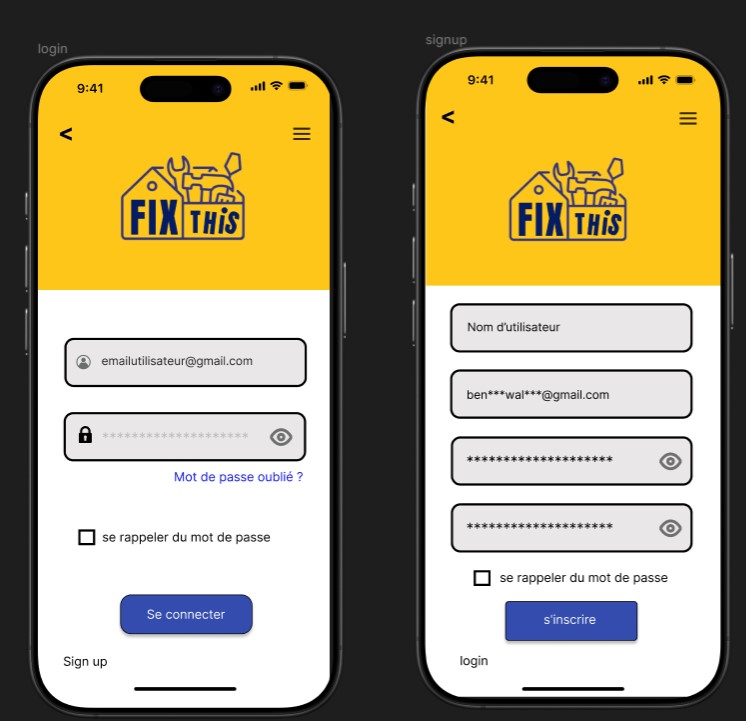 login
9:41
<
FIX THiS
emailutilisateur@gmail.com
********************
Mot de passe oublié ?
se rappeler du mot de passe
Se connecter
Sign up
signup
9:41
<
FIX THiS
Nom d'utilisateur
ben***wal***@gmail.com
********************
********************
se rappeler du mot de passe
s'inscrire
login